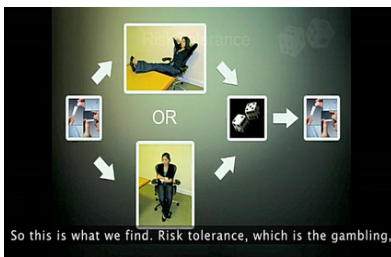 Risk tolerance
OR
So this is what we find. Risk tolerance, which is the gambling,